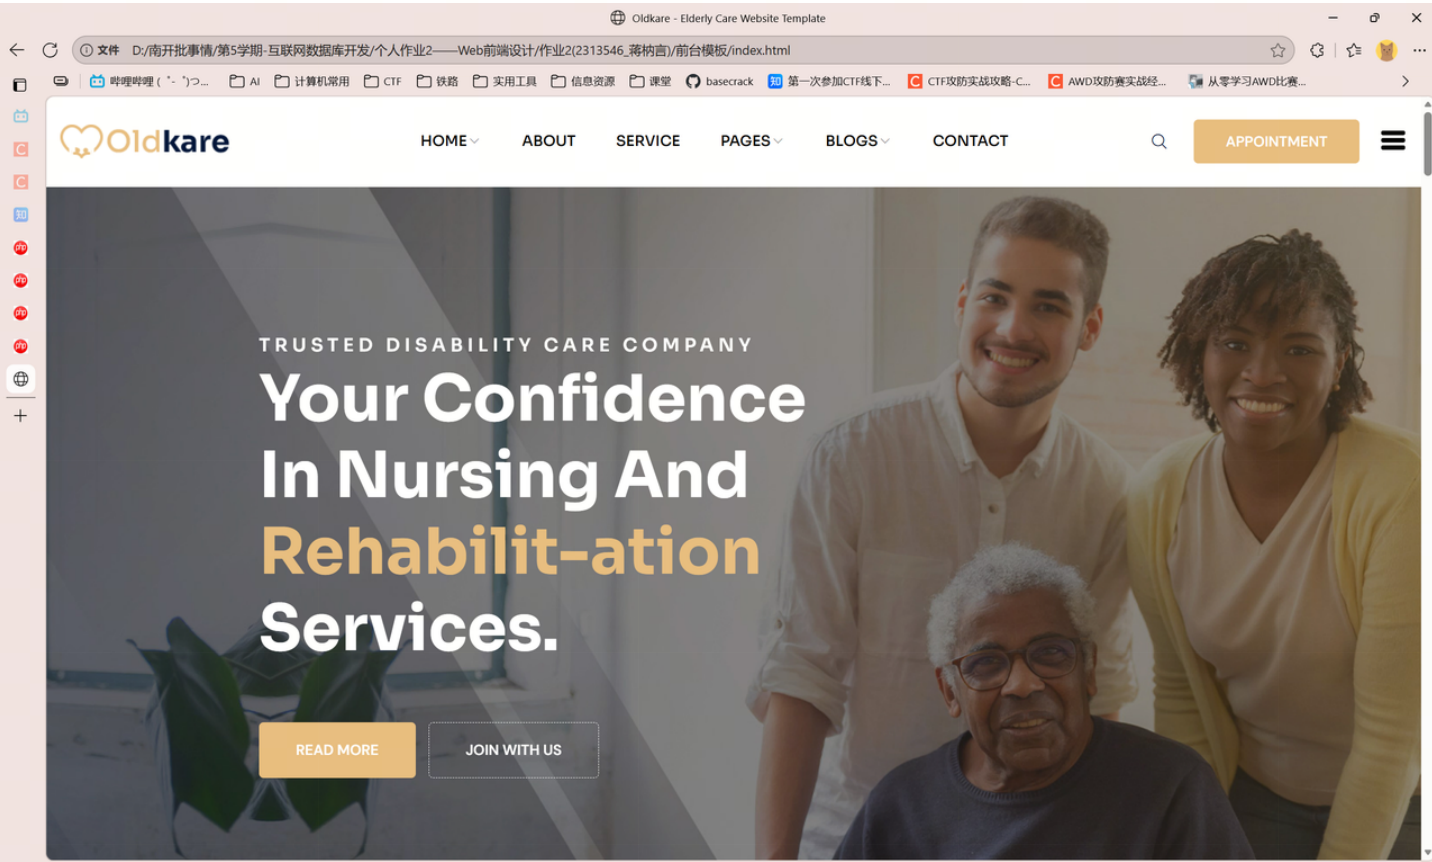 Oldkare - Elderly Care Website Template
文件 D:/南开批事情/第5学期-互联网数据库开发/个人作业2——Web前端设计/作业2(2313546_蒋枘言)/前台模板/index.html
哔哩哔哩 (゜-゜)つ... AI 计算机常用 CTF 铁路 实用工具 信息资源 课堂 basecrack 知 第一次参加CTF线下... C CTF攻防实战攻略-C... C AWD攻防赛实战经... 从零学习AWD比赛...
Oldkare HOME ABOUT SERVICE PAGES BLOGS CONTACT APPOINTMENT
C
C
知
php
php
php
php
TRUSTED DISABILITY CARE COMPANY
Your Confidence
In Nursing And
Rehabilit-ation
Services.
READ MORE JOIN WITH US